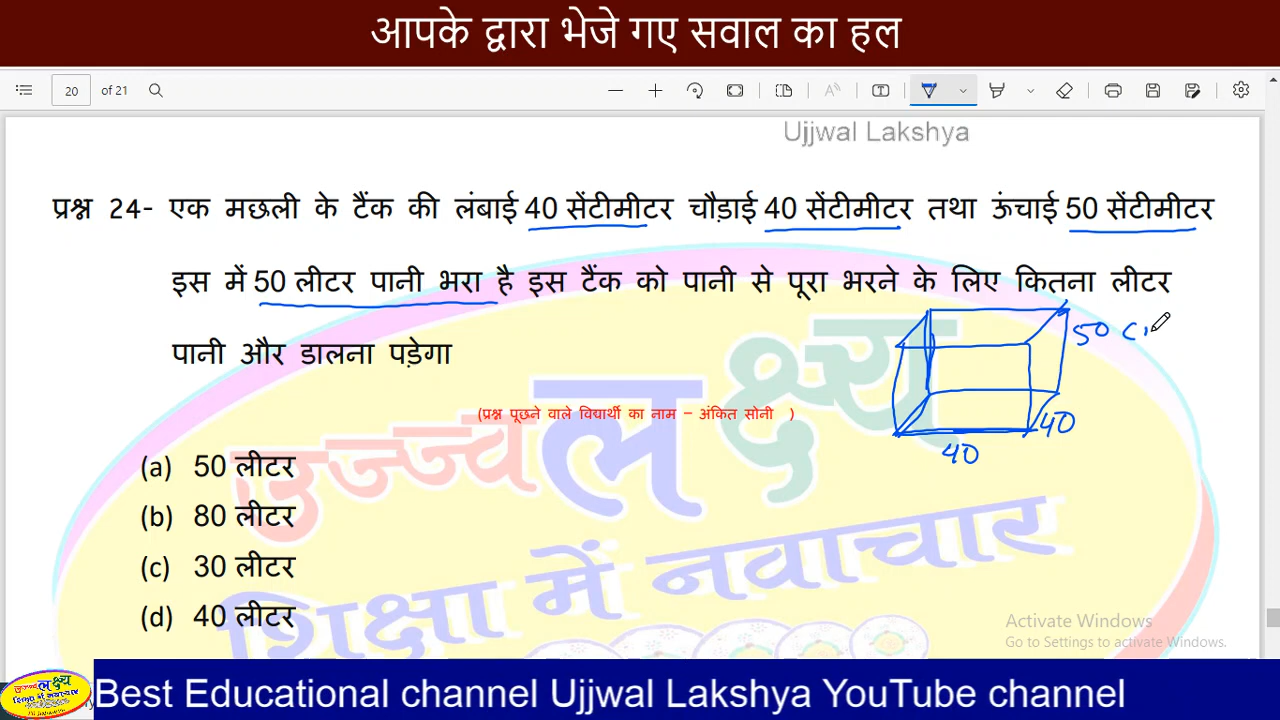 आपके द्वारा भेजे गए सवाल का हल
20 of 21
Ujjwal Lakshya
प्रश्न 24- एक मछली के टैंक की लंबाई 40 सेंटीमीटर चौड़ाई 40 सेंटीमीटर तथा ऊंचाई 50 सेंटीमीटर
इस में 50 लीटर पानी भरा है इस टैंक को पानी से पूरा भरने के लिए कितना लीटर
50 c
पानी और डालना पड़ेगा
(प्रश्न पूछने वाले विद्यार्थी का नाम – अंकित सोनी )
40
40
(a) 50 लीटर
(b) 80 लीटर
(c) 30 लीटर
(d) 40 लीटर
उज्ज्वल लक्ष्य
शिक्षा में नवाचार
Activate Windows
Go to Settings to activate Windows.
Best Educational channel Ujjwal Lakshya YouTube channel